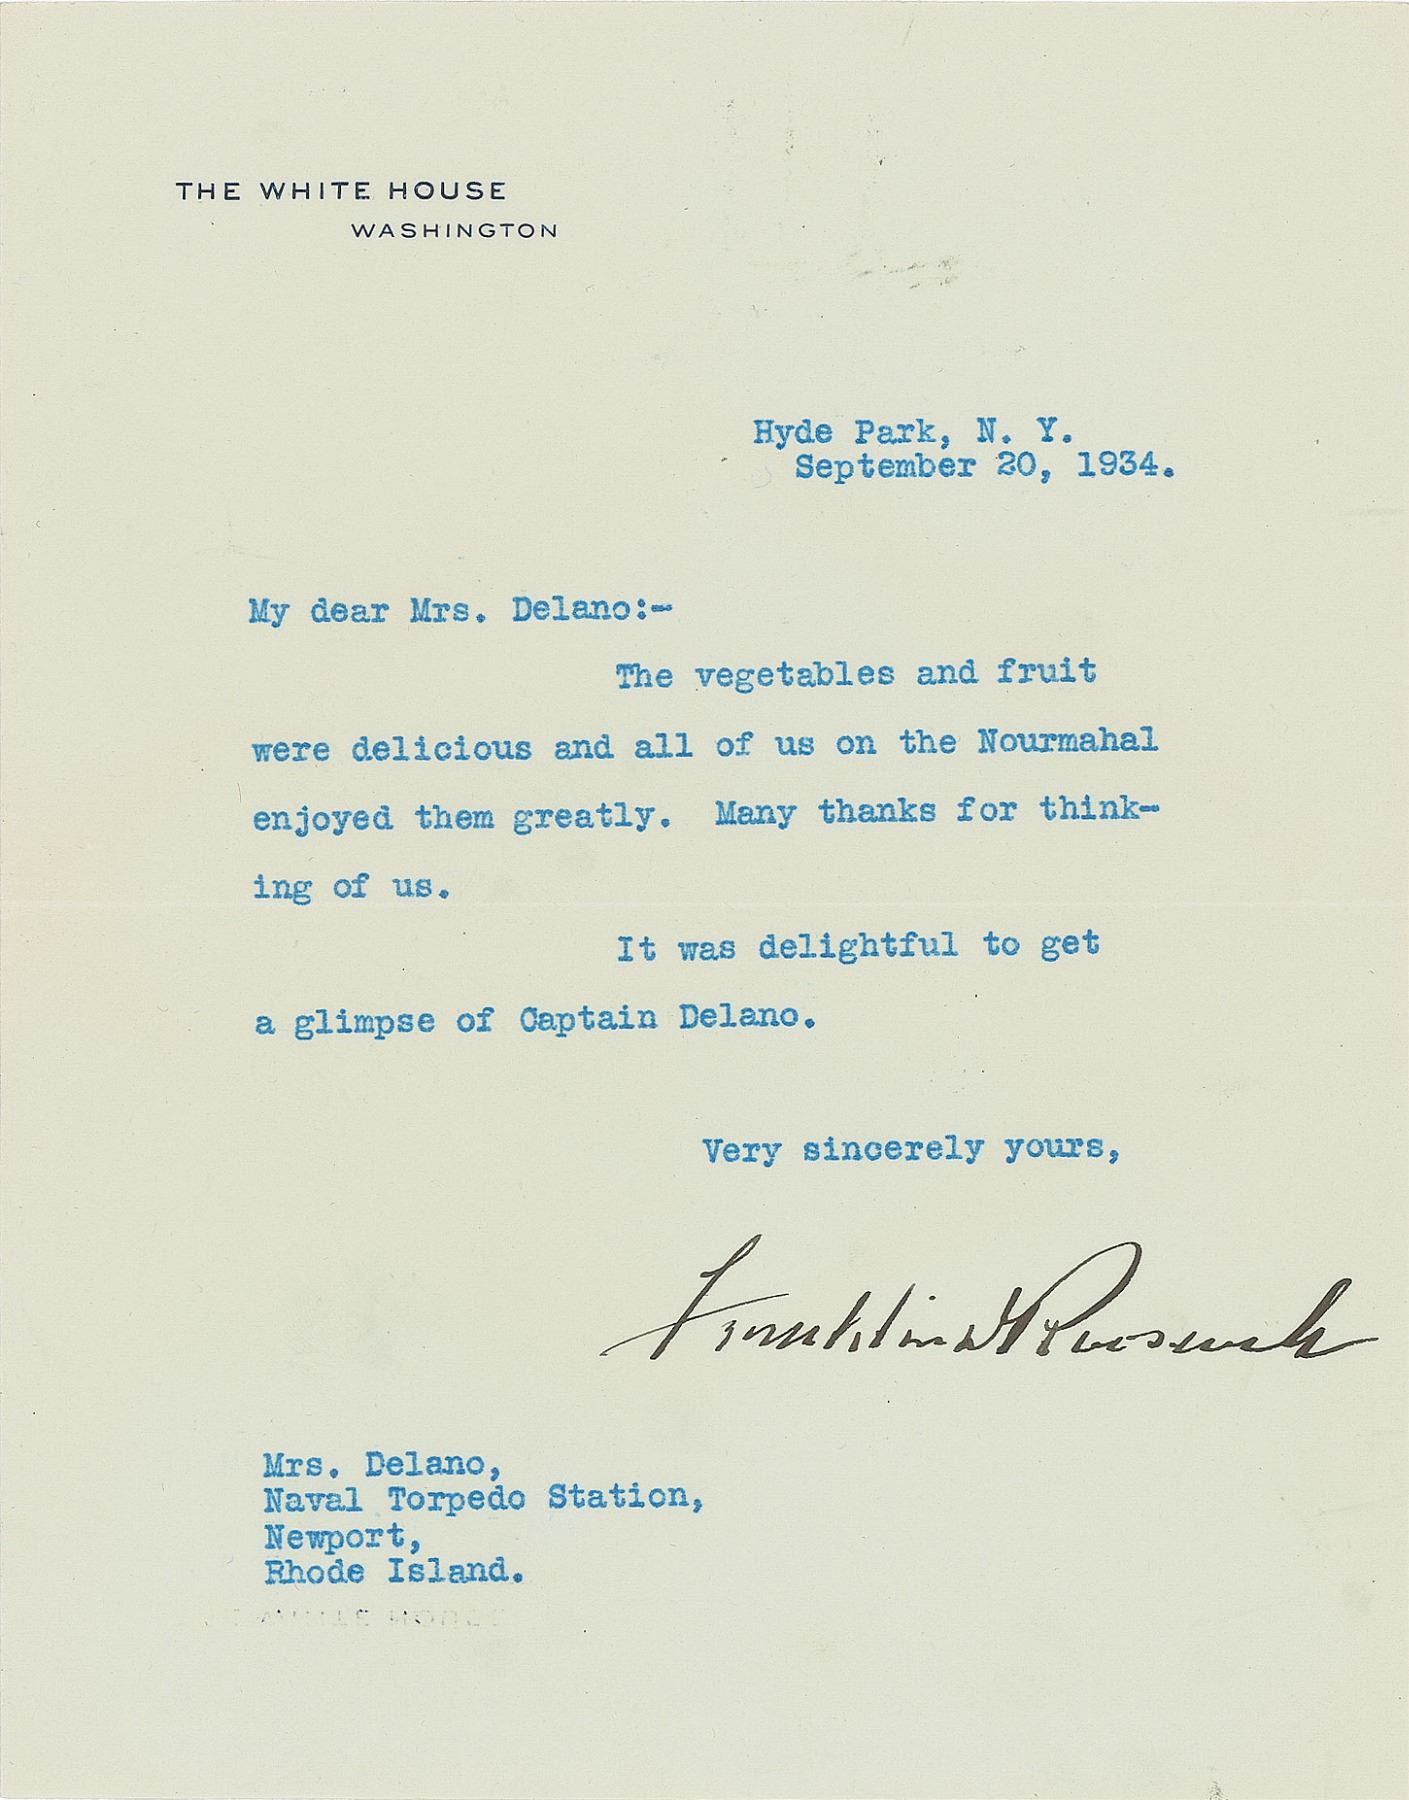 THE WHITE HOUSE
WASHINGTON
Hyde Park, N. Y.
September 20, 1934.
My dear Mrs. Delano:-
The vegetables and fruit
were delicious and all of us on the Nourmahal
enjoyed them greatly. Many thanks for think-
ing of us.
It was delightful to get
a glimpse of Captain Delano.
Very sincerely yours,
Franklin D Roosevelt
Mrs. Delano,
Naval Torpedo Station,
Newport,
Rhode Island.